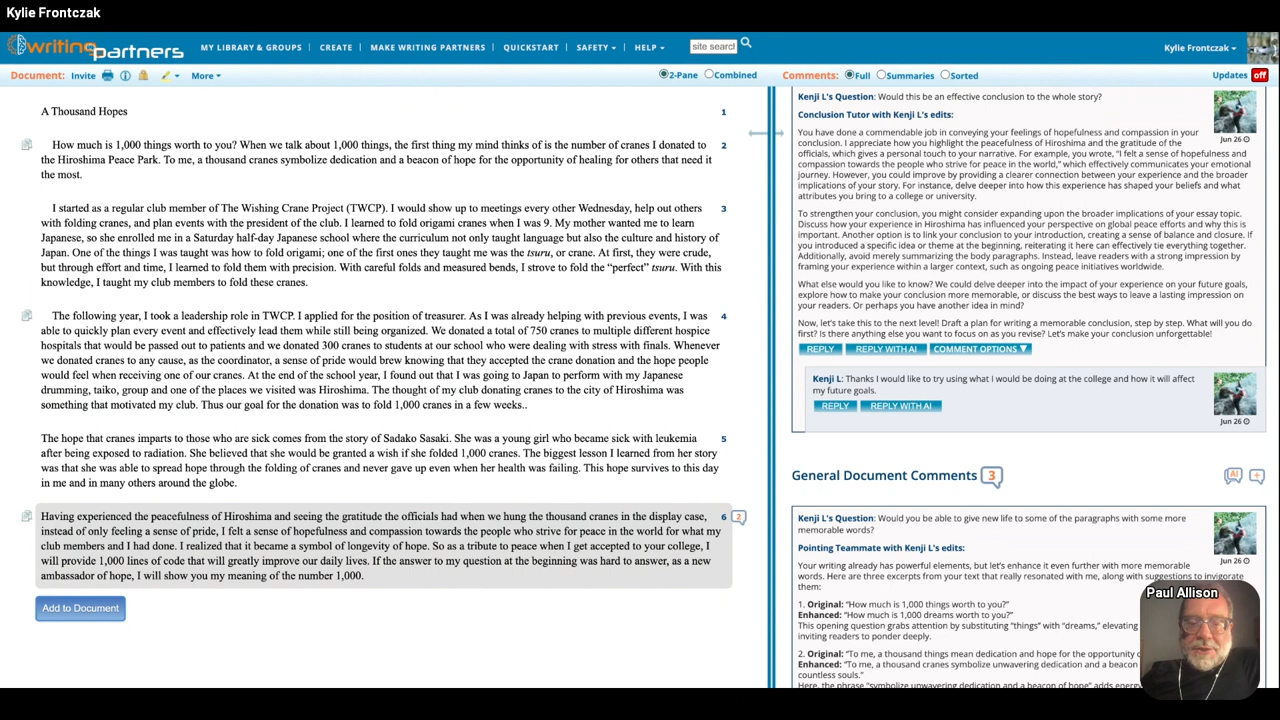 Kylie Frontczak
writing partners
MY LIBRARY & GROUPS | CREATE | MAKE WRITING PARTNERS | QUICKSTART | SAFETY | HELP
site search
Kylie Frontczak
Document: Invite More
2-Pane Combined
Comments: Full Summaries Sorted
Updates off
A Thousand Hopes 1
How much is 1,000 things worth to you? When we talk about 1,000 things, the first thing my mind thinks of is the number of cranes I donated to 2
the Hiroshima Peace Park. To me, a thousand cranes symbolize dedication and a beacon of hope for the opportunity of healing for others that need it
the most.
I started as a regular club member of The Wishing Crane Project (TWCP). I would show up to meetings every other Wednesday, help out others 3
with folding cranes, and plan events with the president of the club. I learned to fold origami cranes when I was 9. My mother wanted me to learn
Japanese, so she enrolled me in a Saturday half-day Japanese school where the curriculum not only taught language but also the culture and history of
Japan. One of the things I was taught was how to fold origami; one of the first ones they taught me was the tsuru, or crane. At first, they were crude,
but through effort and time, I learned to fold them with precision. With careful folds and measured bends, I strove to fold the “perfect” tsuru. With this
knowledge, I taught my club members to fold these cranes.
The following year, I took a leadership role in TWCP. I applied for the position of treasurer. As I was already helping with previous events, I was 4
able to quickly plan every event and effectively lead them while still being organized. We donated a total of 750 cranes to multiple different hospice
hospitals that would be passed out to patients and we donated 300 cranes to students at our school who were dealing with stress with finals. Whenever
we donated cranes to any cause, as the coordinator, a sense of pride would brew knowing that they accepted the crane donation and the hope people
would feel when receiving one of our cranes. At the end of the school year, I found out that I was going to Japan to perform with my Japanese
drumming, taiko, group and one of the places we visited was Hiroshima. The thought of my club donating cranes to the city of Hiroshima was
something that motivated my club. Thus our goal for the donation was to fold 1,000 cranes in a few weeks..
The hope that cranes imparts to those who are sick comes from the story of Sadako Sasaki. She was a young girl who became sick with leukemia 5
after being exposed to radiation. She believed that she would be granted a wish if she folded 1,000 cranes. The biggest lesson I learned from her story
was that she was able to spread hope through the folding of cranes and never gave up even when her health was failing. This hope survives to this day
in me and in many others around the globe.
Having experienced the peacefulness of Hiroshima and seeing the gratitude the officials had when we hung the thousand cranes in the display case, 6 2
instead of only feeling a sense of pride, I felt a sense of hopefulness and compassion towards the people who strive for peace in the world for what my
club members and I had done. I realized that it became a symbol of longevity of hope. So as a tribute to peace when I get accepted to your college, I
will provide 1,000 lines of code that will greatly improve our daily lives. If the answer to my question at the beginning was hard to answer, as a new
ambassador of hope, I will show you my meaning of the number 1,000.
Add to Document
Kenji L's Question: Would this be an effective conclusion to the whole story?
Conclusion Tutor with Kenji L's edits:
Jun 26
You have done a commendable job in conveying your feelings of hopefulness and compassion in your
conclusion. I appreciate how you highlight the peacefulness of Hiroshima and the gratitude of the
officials, which gives a personal touch to your narrative. For example, you wrote, "I felt a sense of hopefulness and
compassion towards the people who strive for peace in the world," which effectively communicates your emotional
journey. However, you could improve by providing a clearer connection between your experience and the broader
implications of your story. For instance, delve deeper into how this experience has shaped your beliefs and what
attributes you bring to a college or university.
To strengthen your conclusion, you might consider expanding upon the broader implications of your essay topic.
Discuss how your experience in Hiroshima has influenced your perspective on global peace efforts and why this is
important. Another option is to link your conclusion to your introduction, creating a sense of balance and closure. If
you introduced a specific idea or theme at the beginning, reiterating it here can effectively tie everything together.
Additionally, avoid merely summarizing the body paragraphs. Instead, leave readers with a strong impression by
framing your experience within a larger context, such as ongoing peace initiatives worldwide.
What else would you like to know? We could delve deeper into the impact of your experience on your future goals,
explore how to make your conclusion more memorable, or discuss the best ways to leave a lasting impression on
your readers. Or perhaps you have another idea in mind?
Now, let's take this to the next level! Draft a plan for writing a memorable conclusion, step by step. What will you do
first? Is there anything else you want to focus on as you revise? Let's make your conclusion unforgettable!
REPLY REPLY WITH AI COMMENT OPTIONS
Kenji L: Thanks I would like to try using what I would be doing at the college and how it will affect
my future goals.
REPLY REPLY WITH AI
Jun 26
General Document Comments 3
AI
Kenji L's Question: Would you be able to give new life to some of the paragraphs with some more
memorable words?
Pointing Teammate with Kenji L's edits:
Jun 26
Your writing already has powerful elements, but let's enhance it even further with more memorable
words. Here are three excerpts from your text that really resonated with me, along with suggestions to invigorate
them:
1. Original: "How much is 1,000 things worth to you?"
Enhanced: "How much is 1,000 dreams worth to you?"
This opening question grabs attention by substituting "things" with "dreams," elevating
inviting readers to ponder deeply.
2. Original: "To me, a thousand things mean dedication and hope for the opportunity
Enhanced: "To me, a thousand cranes symbolize unwavering dedication and a beacon
countless souls."
Here, the phrase "symbolize unwavering dedication and a beacon of hope" adds
Paul Allison